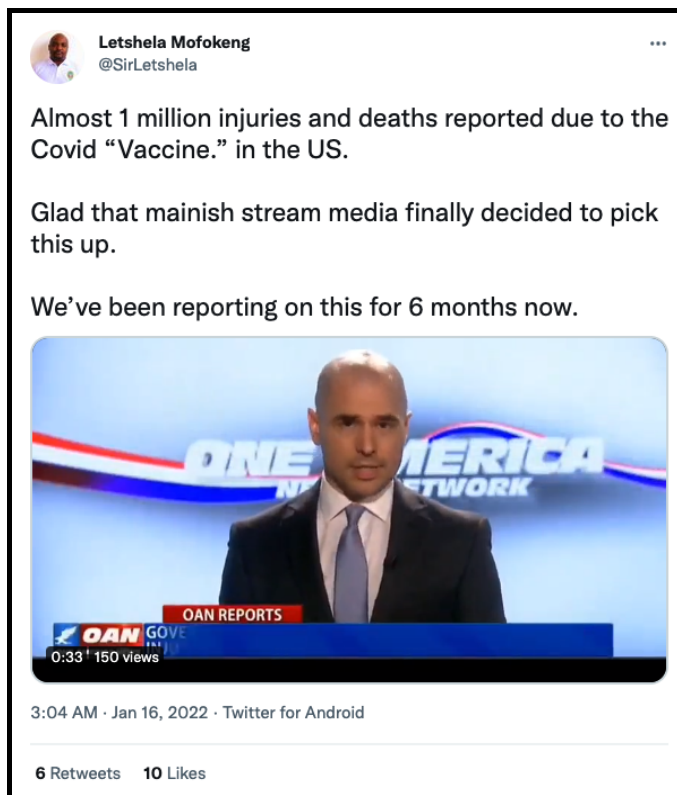 Letshela Mofokeng
@SirLetshela
Almost 1 million injuries and deaths reported due to the
Covid “Vaccine.” in the US.
Glad that mainish stream media finally decided to pick
this up.
We’ve been reporting on this for 6 months now.
ONE AMERICA
NETWORK
OAN REPORTS
OAN GOVE
0:33 150 views
3:04 AM · Jan 16, 2022 · Twitter for Android
6 Retweets 10 Likes